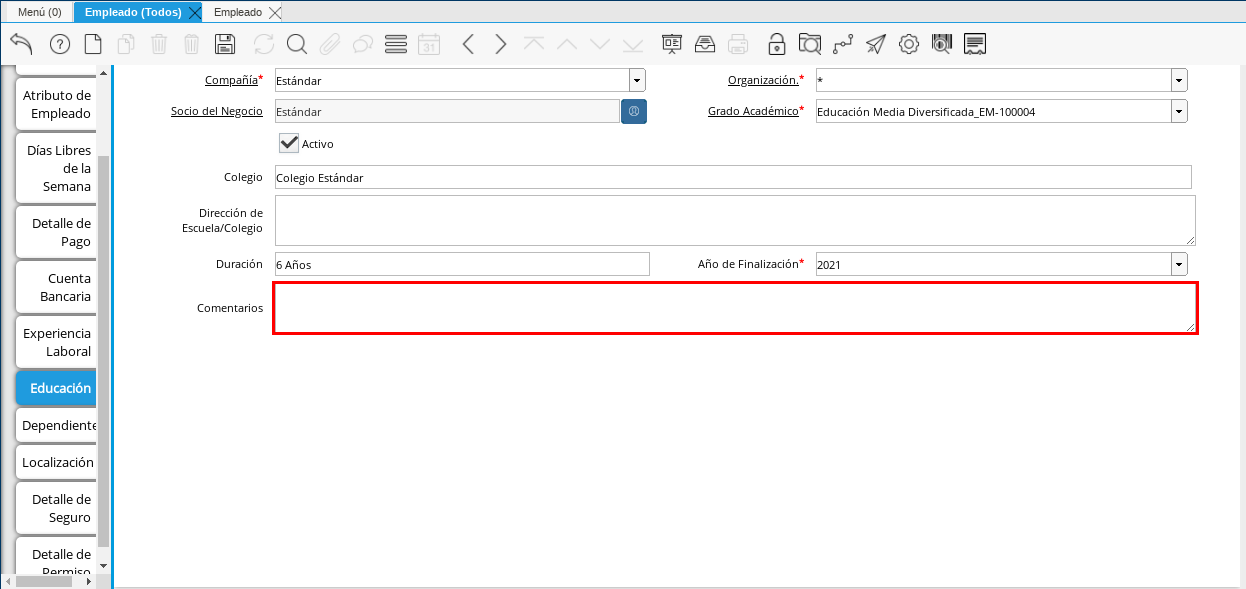 Menú (0)
Empleado (Todos)
Empleado
31
Atributo de
Empleado
Días Libres
de la
Semana
Detalle de
Pago
Cuenta
Bancaria
Experiencia
Laboral
Educación
Dependiente
Localización
Detalle de
Seguro
Detalle de
Permiso
Compañía*
Estándar
Organización.*
*
Socio del Negocio
Estándar
Grado Académico*
Educación Media Diversificada_EM-100004
Activo
Colegio
Colegio Estándar
Dirección de
Escuela/Colegio
Duración
6 Años
Año de Finalización*
2021
Comentarios